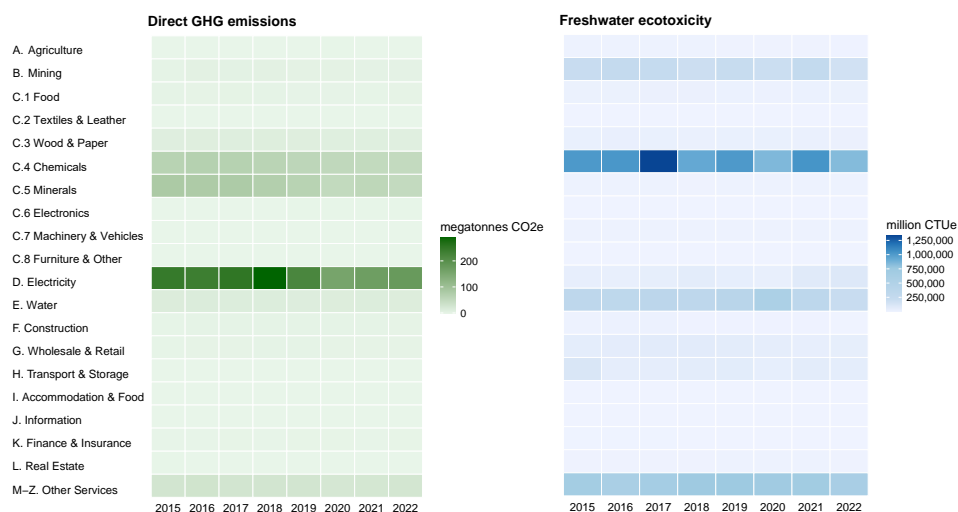 Direct GHG emissions
Freshwater ecotoxicity
A. Agriculture
B. Mining
C.1 Food
C.2 Textiles & Leather
C.3 Wood & Paper
C.4 Chemicals
C.5 Minerals
C.6 Electronics
C.7 Machinery & Vehicles
C.8 Furniture & Other
D. Electricity
E. Water
F. Construction
G. Wholesale & Retail
H. Transport & Storage
I. Accommodation & Food
J. Information
K. Finance & Insurance
L. Real Estate
M–Z. Other Services
2015 2016 2017 2018 2019 2020 2021 2022
megatonnes CO2e
200
100
0
2015 2016 2017 2018 2019 2020 2021 2022
million CTUe
1,250,000
1,000,000
750,000
500,000
250,000